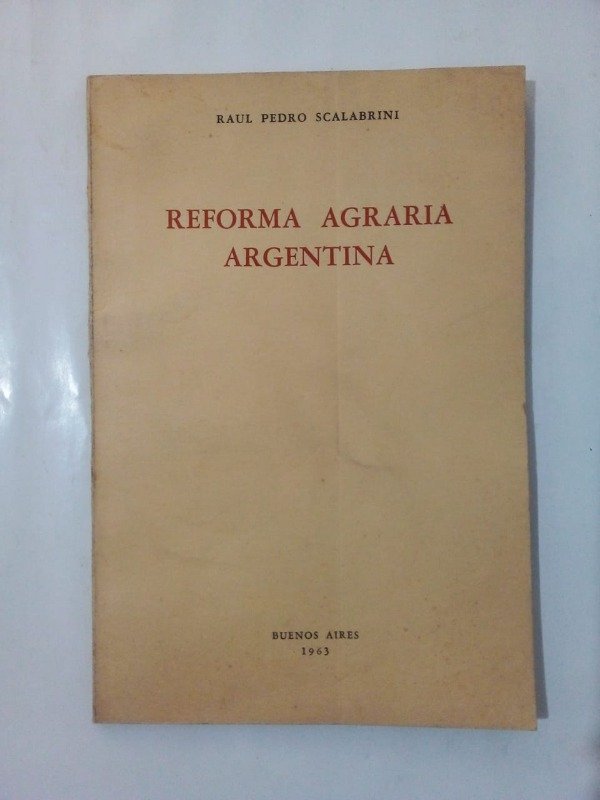 RAUL PEDRO SCALABRINI
REFORMA AGRARIA
ARGENTINA
BUENOS AIRES
1963